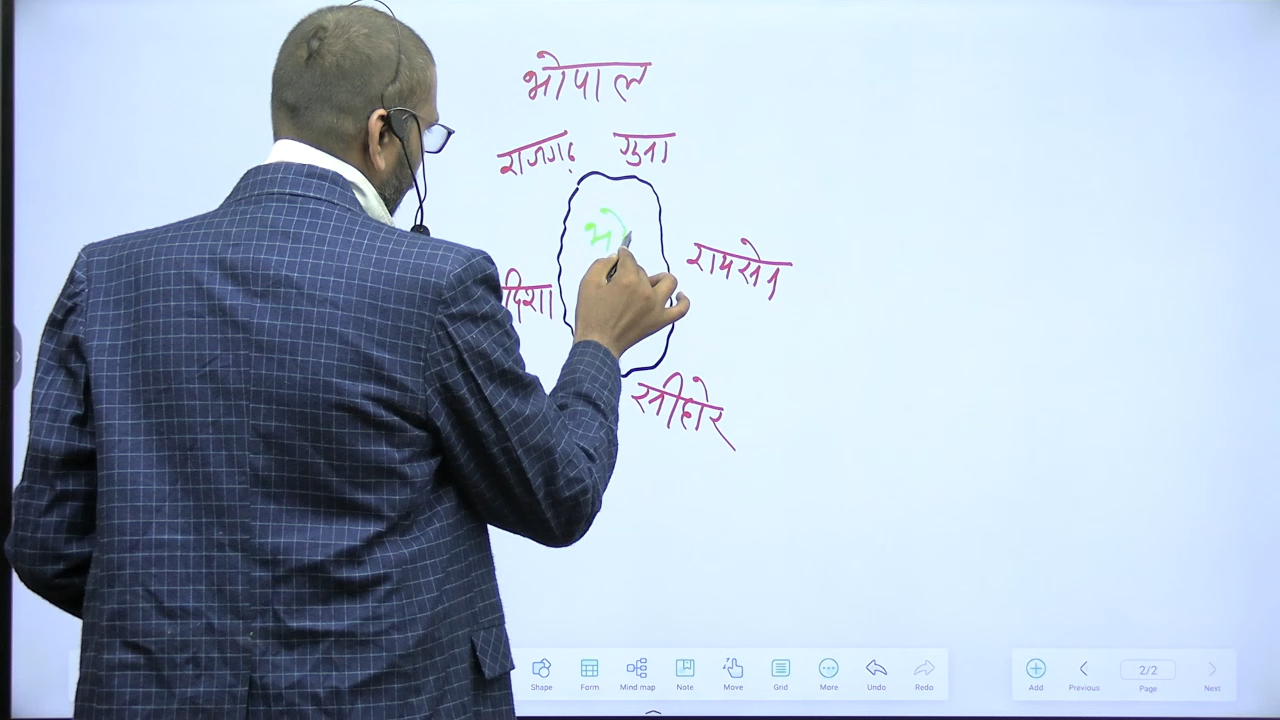 भोपाल
राजगढ़ गुना
भो
रायसेन
दिशा
सीहोर
Shape Form Mind map Note Move Grid More Undo Redo
Add Previous 2/2 Page Next